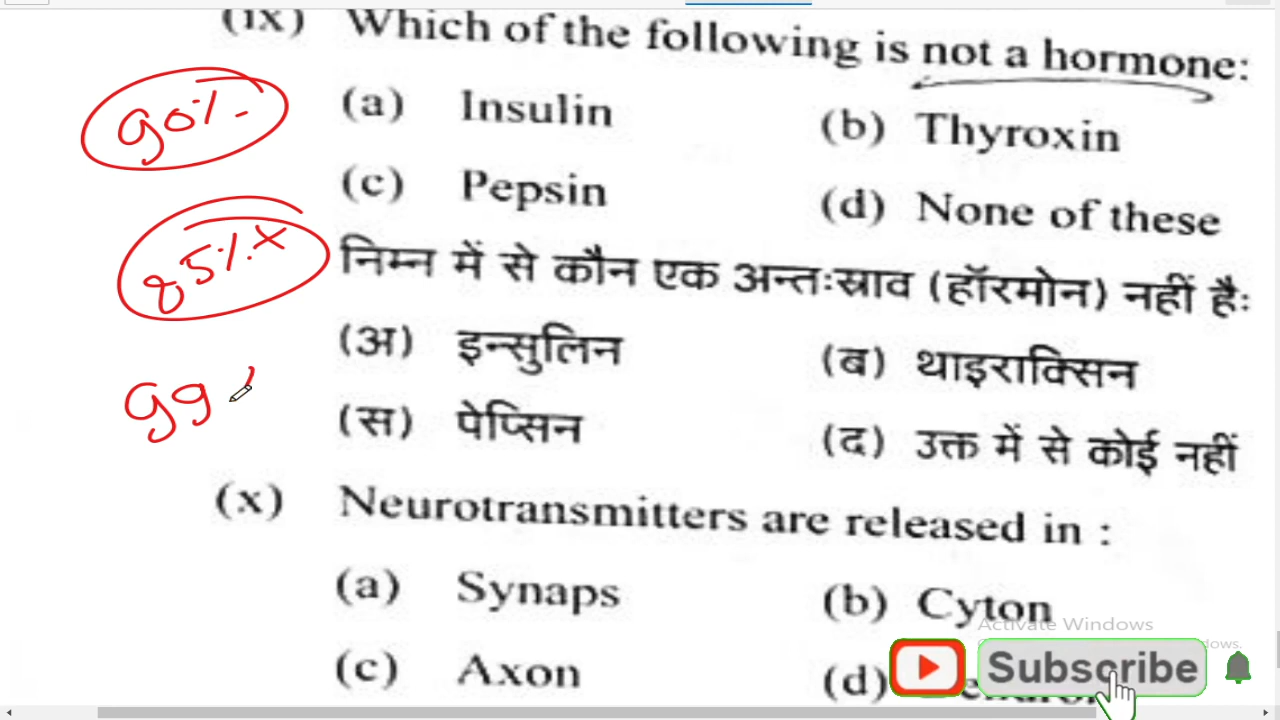 (ix) Which of the following is not a hormone:
(a) Insulin (b) Thyroxin
(c) Pepsin (d) None of these
निम्न में से कौन एक अन्तःस्राव (हॉरमोन) नहीं हैः
(अ) इन्सुलिन (ब) थाइराक्सिन
(स) पेप्सिन (द) उक्त में से कोई नहीं
(x) Neurotransmitters are released in :
(a) Synaps (b) Cyton
(c) Axon (d)
90%.
85%.x
99
Activate Windows
Subscribe